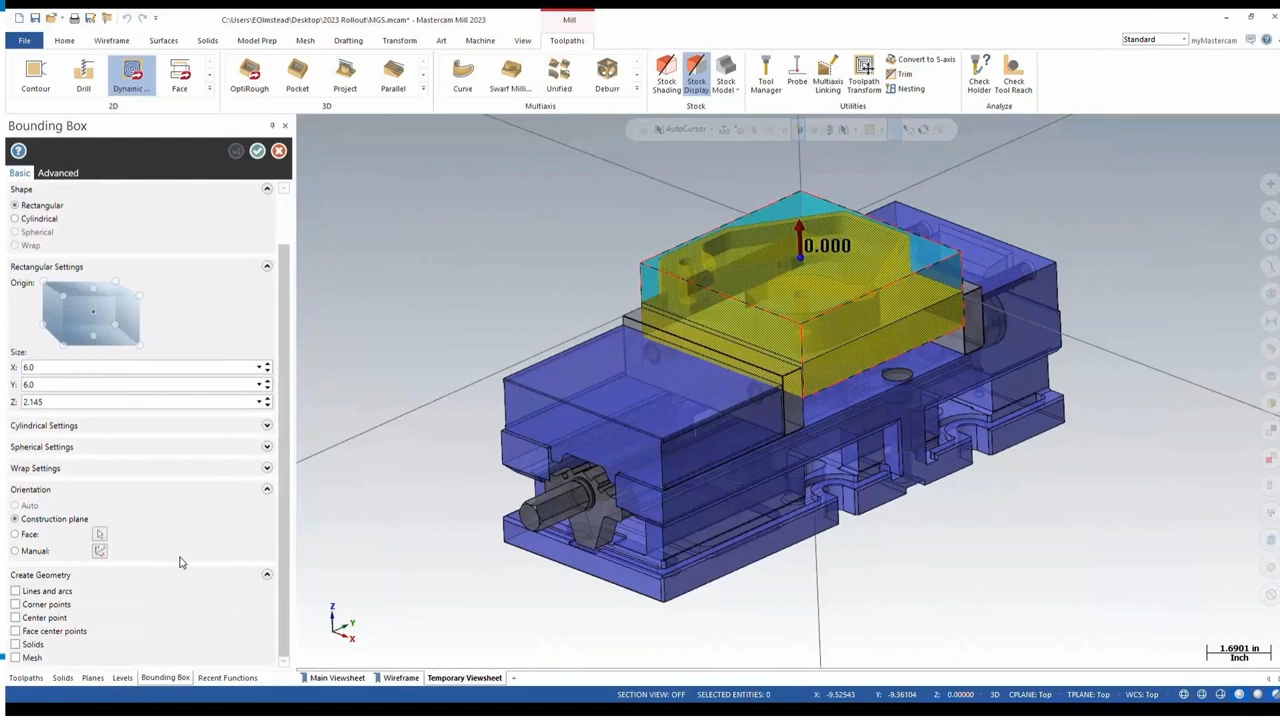 C:\Users\EOlmstead\Desktop\2023 Rollout\MGS.mcam* - Mastercam Mill 2023
Mill
File Home Wireframe Surfaces Solids Model Prep Mesh Drafting Transform Art Machine View Toolpaths
Standard
myMastercam
Contour Drill Dynamic ... Face
2D
OptiRough Pocket Project Parallel
3D
Curve Swarf Milli... Unified Deburr
Multiaxis
Stock Shading
Stock Display
Stock Model
Stock
Tool Manager
Probe
Multiaxis Linking
Toolpath Transform
Convert to 5-axis
Trim
Nesting
Utilities
Check Holder
Check Tool Reach
Analyze
Bounding Box
Basic Advanced
AutoCursor
Shape
Rectangular
Cylindrical
Spherical
Wrap
Rectangular Settings
Origin:
Size:
X: 6.0
Y: 6.0
Z: 2.145
Cylindrical Settings
Spherical Settings
Wrap Settings
Orientation
Auto
Construction plane
Face:
Manual:
Create Geometry
Lines and arcs
Corner points
Center point
Face center points
Solids
Mesh
0.000
Z
Y
X
1.6901 in
Inch
Toolpaths Solids Planes Levels Bounding Box Recent Functions
Main Viewsheet Wireframe Temporary Viewsheet +
SECTION VIEW: OFF SELECTED ENTITIES: 0 X: -9.52543 Y: -9.36104 Z: 0.00000 3D CPLANE: Top TPLANE: Top WCS: Top